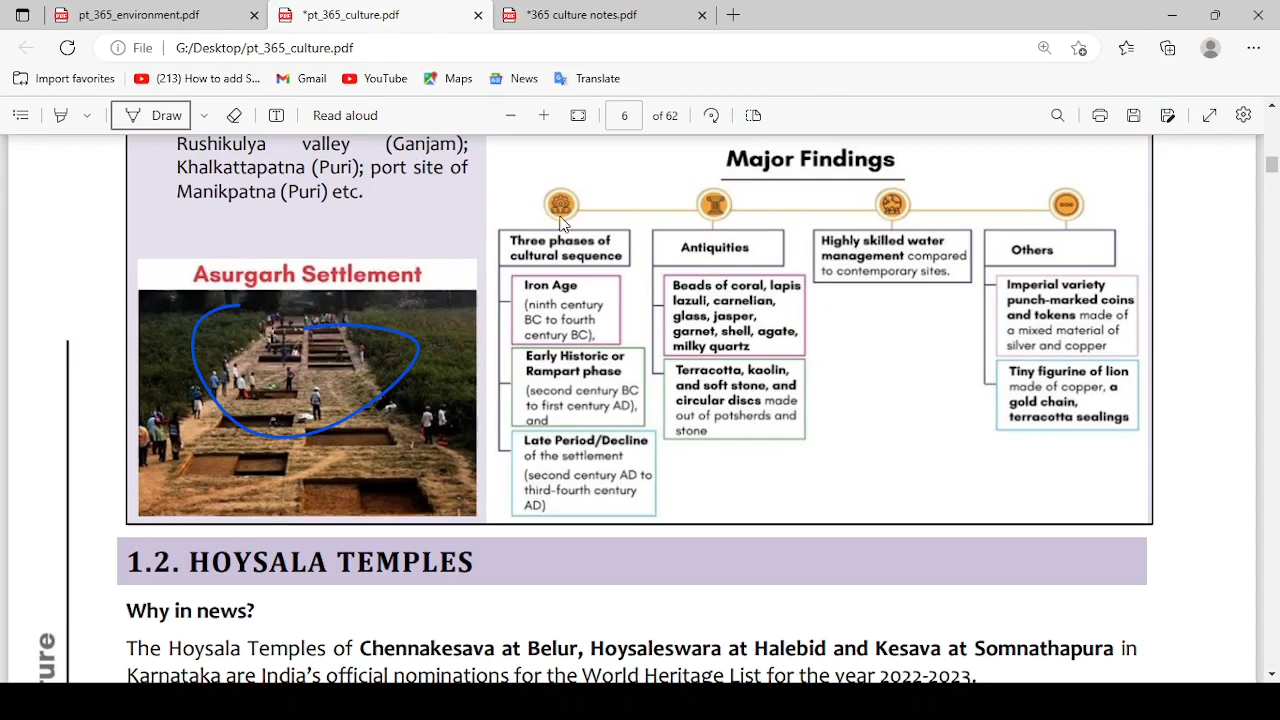 pt_365_environment.pdf
*pt_365_culture.pdf
*365 culture notes.pdf
File G:/Desktop/pt_365_culture.pdf
Import favorites
(213) How to add S...
Gmail
YouTube
Maps
News
Translate
Draw
Read aloud
6 of 62
Rushikulya valley (Ganjam);
Khalkattapatna (Puri); port site of
Manikpatna (Puri) etc.
Asurgarh Settlement
Major Findings
Three phases of
cultural sequence
Iron Age
(ninth century
BC to fourth
century BC),
Early Historic or
Rampart phase
(second century BC
to first century AD),
and
Late Period/Decline
of the settlement
(second century AD to
third-fourth century
AD)
Antiquities
Beads of coral, lapis
lazuli, carnelian,
glass, jasper,
garnet, shell, agate,
milky quartz
Terracotta, kaolin,
and soft stone, and
circular discs made
out of potsherds and
stone
Highly skilled water
management compared
to contemporary sites.
Others
Imperial variety
punch-marked coins
and tokens made of
a mixed material of
silver and copper
Tiny figurine of lion
made of copper, a
gold chain,
terracotta sealings
1.2. HOYSALA TEMPLES
Why in news?
The Hoysala Temples of Chennakesava at Belur, Hoysaleswara at Halebid and Kesava at Somnathapura in
Karnataka are India's official nominations for the World Heritage List for the year 2022-2023.
ure